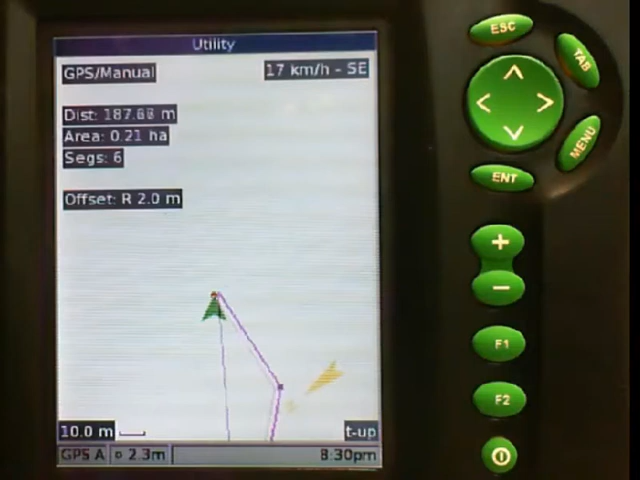 Utility
GPS/Manual
17 km/h - SE
Dist: 187.68 m
Area: 0.21 ha
Segs: 6
Offset: R 2.0 m
10.0 m
t-up
GPS A
2.3m
8:30pm
ESC
TAB
MENU
ENT
+
−
F1
F2